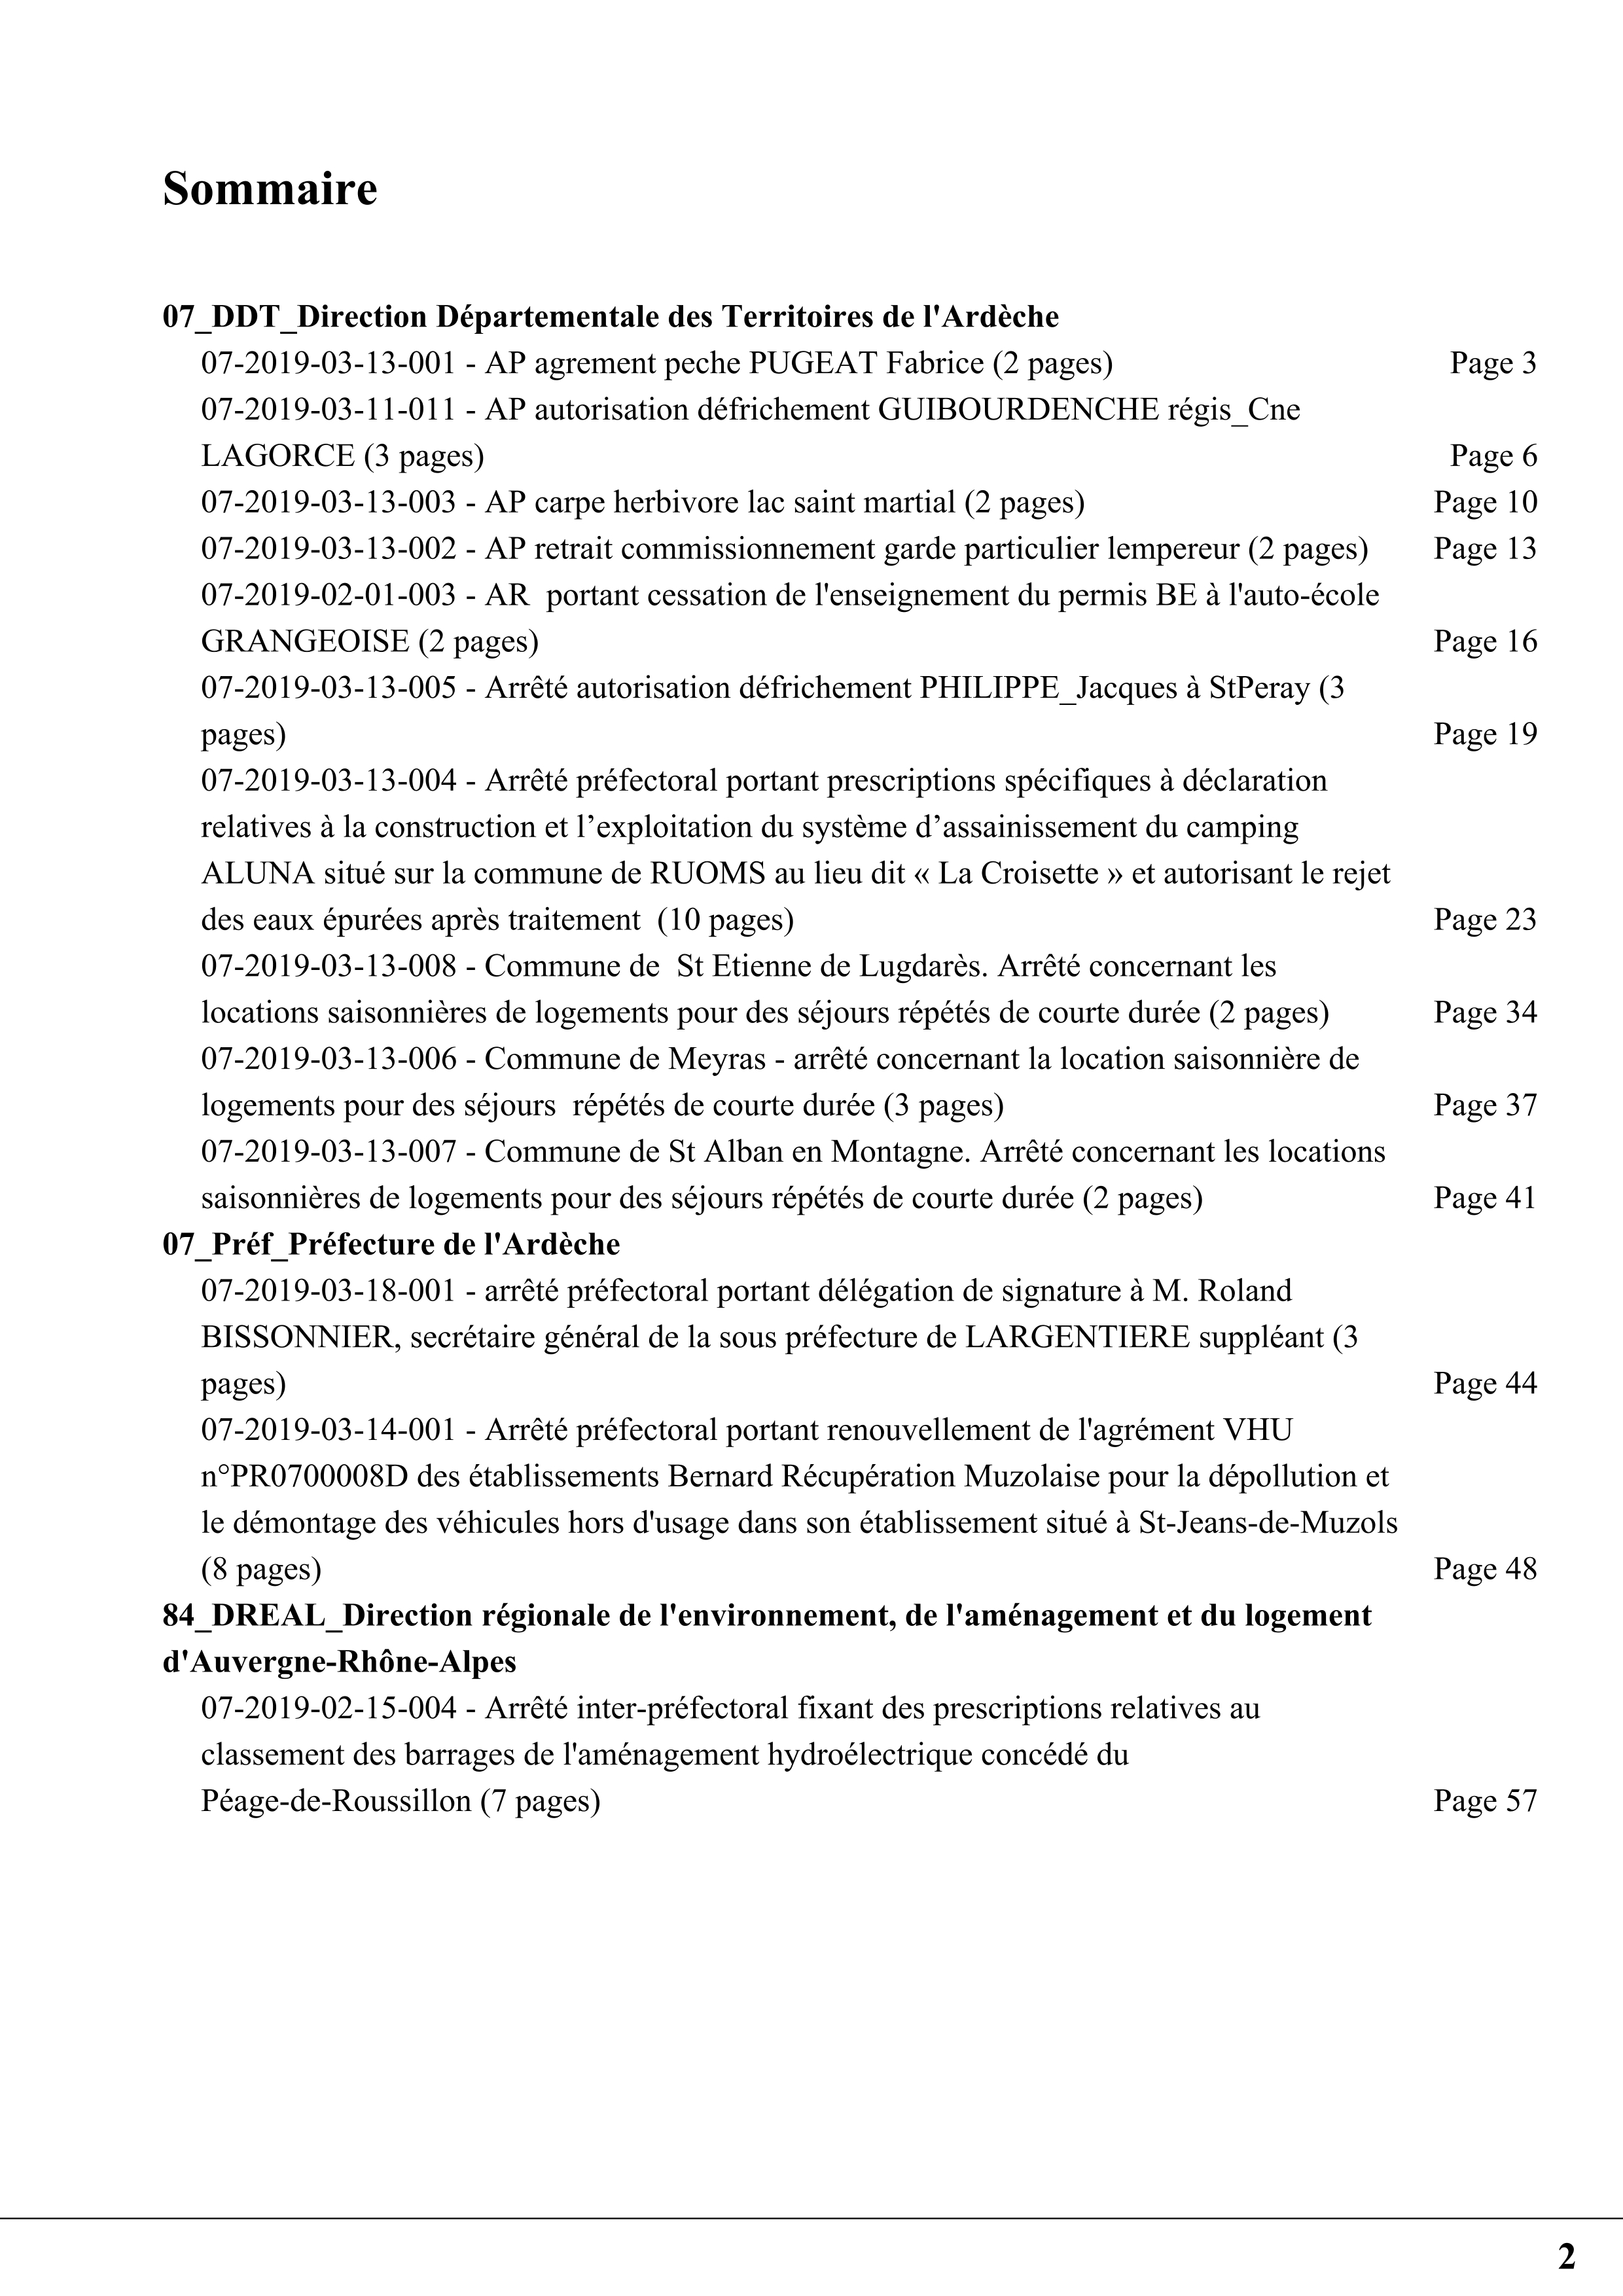 Sommaire
07_DDT_Direction Départementale des Territoires de l'Ardèche
07-2019-03-13-001 - AP agrement peche PUGEAT Fabrice (2 pages) Page 3
07-2019-03-11-011 - AP autorisation défrichement GUIBOURDENCHE régis_Cne
LAGORCE (3 pages) Page 6
07-2019-03-13-003 - AP carpe herbivore lac saint martial (2 pages) Page 10
07-2019-03-13-002 - AP retrait commissionnement garde particulier lempereur (2 pages) Page 13
07-2019-02-01-003 - AR  portant cessation de l'enseignement du permis BE à l'auto-école
GRANGEOISE (2 pages) Page 16
07-2019-03-13-005 - Arrêté autorisation défrichement PHILIPPE_Jacques à StPeray (3
pages) Page 19
07-2019-03-13-004 - Arrêté préfectoral portant prescriptions spécifiques à déclaration
relatives à la construction et l’exploitation du système d’assainissement du camping
ALUNA situé sur la commune de RUOMS au lieu dit « La Croisette » et autorisant le rejet
des eaux épurées après traitement  (10 pages) Page 23
07-2019-03-13-008 - Commune de  St Etienne de Lugdarès. Arrêté concernant les
locations saisonnières de logements pour des séjours répétés de courte durée (2 pages) Page 34
07-2019-03-13-006 - Commune de Meyras - arrêté concernant la location saisonnière de
logements pour des séjours  répétés de courte durée (3 pages) Page 37
07-2019-03-13-007 - Commune de St Alban en Montagne. Arrêté concernant les locations
saisonnières de logements pour des séjours répétés de courte durée (2 pages) Page 41
07_Préf_Préfecture de l'Ardèche
07-2019-03-18-001 - arrêté préfectoral portant délégation de signature à M. Roland
BISSONNIER, secrétaire général de la sous préfecture de LARGENTIERE suppléant (3
pages) Page 44
07-2019-03-14-001 - Arrêté préfectoral portant renouvellement de l'agrément VHU
n°PR0700008D des établissements Bernard Récupération Muzolaise pour la dépollution et
le démontage des véhicules hors d'usage dans son établissement situé à St-Jeans-de-Muzols
(8 pages) Page 48
84_DREAL_Direction régionale de l'environnement, de l'aménagement et du logement
d'Auvergne-Rhône-Alpes
07-2019-02-15-004 - Arrêté inter-préfectoral fixant des prescriptions relatives au
classement des barrages de l'aménagement hydroélectrique concédé du
Péage-de-Roussillon (7 pages) Page 57
2